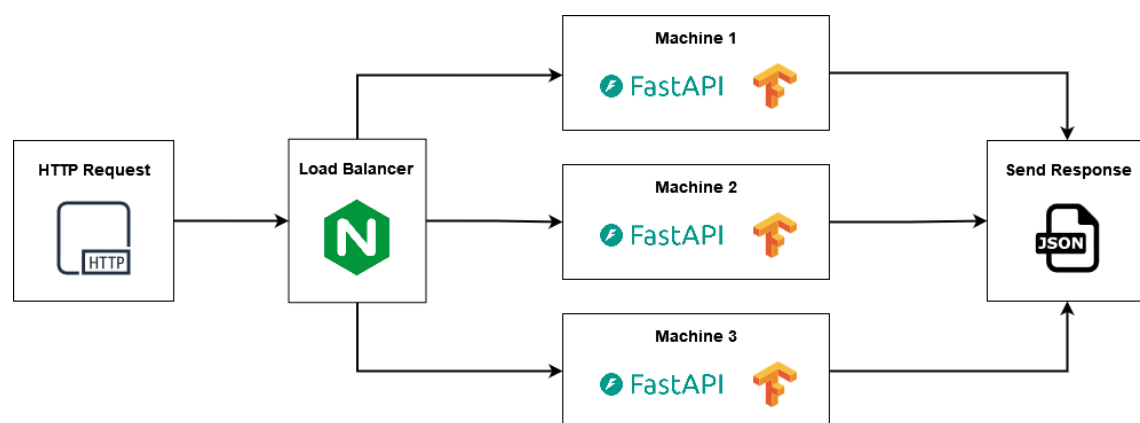 HTTP Request
HTTP
Load Balancer
N
Machine 1
FastAPI
Machine 2
FastAPI
Machine 3
FastAPI
Send Response
JSON